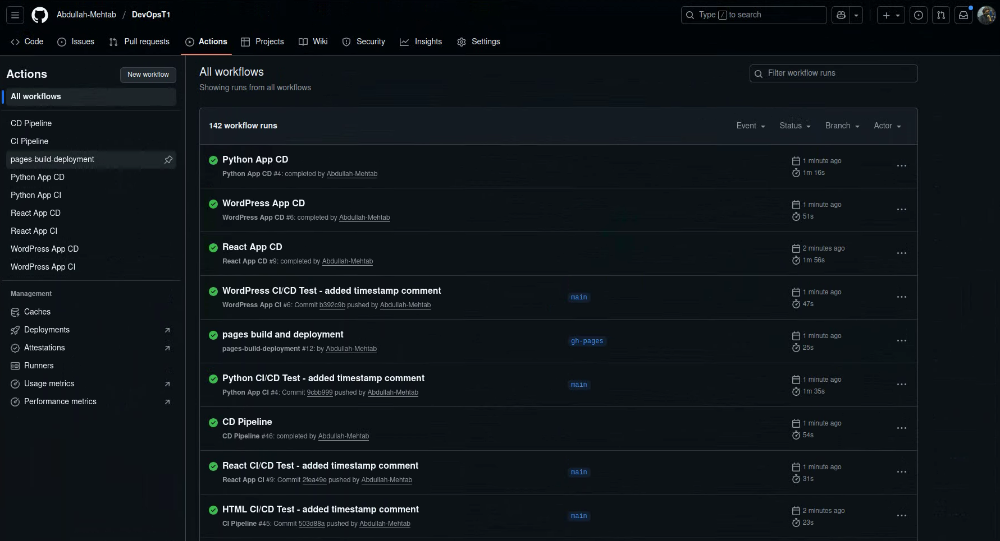 Abdullah-Mehtab / DevOpsT1
Type / to search
Code
Issues
Pull requests
Actions
Projects
Wiki
Security
Insights
Settings
Actions
New workflow
All workflows
CD Pipeline
CI Pipeline
pages-build-deployment
Python App CD
Python App CI
React App CD
React App CI
WordPress App CD
WordPress App CI
Management
Caches
Deployments
Attestations
Runners
Usage metrics
Performance metrics
All workflows
Showing runs from all workflows
Filter workflow runs
142 workflow runs
Event
Status
Branch
Actor
Python App CD
Python App CD #4: completed by Abdullah-Mehtab
1 minute ago
1m 16s
WordPress App CD
WordPress App CD #6: completed by Abdullah-Mehtab
1 minute ago
51s
React App CD
React App CD #9: completed by Abdullah-Mehtab
2 minutes ago
1m 56s
WordPress CI/CD Test - added timestamp comment
WordPress App CI #6: Commit b392c9b pushed by Abdullah-Mehtab
main
1 minute ago
47s
pages build and deployment
pages-build-deployment #12: by Abdullah-Mehtab
gh-pages
1 minute ago
25s
Python CI/CD Test - added timestamp comment
Python App CI #4: Commit 9cbb999 pushed by Abdullah-Mehtab
main
1 minute ago
1m 35s
CD Pipeline
CD Pipeline #46: completed by Abdullah-Mehtab
1 minute ago
54s
React CI/CD Test - added timestamp comment
React App CI #9: Commit 2fea49e pushed by Abdullah-Mehtab
main
1 minute ago
31s
HTML CI/CD Test - added timestamp comment
CI Pipeline #45: Commit 503d88a pushed by Abdullah-Mehtab
main
2 minutes ago
23s